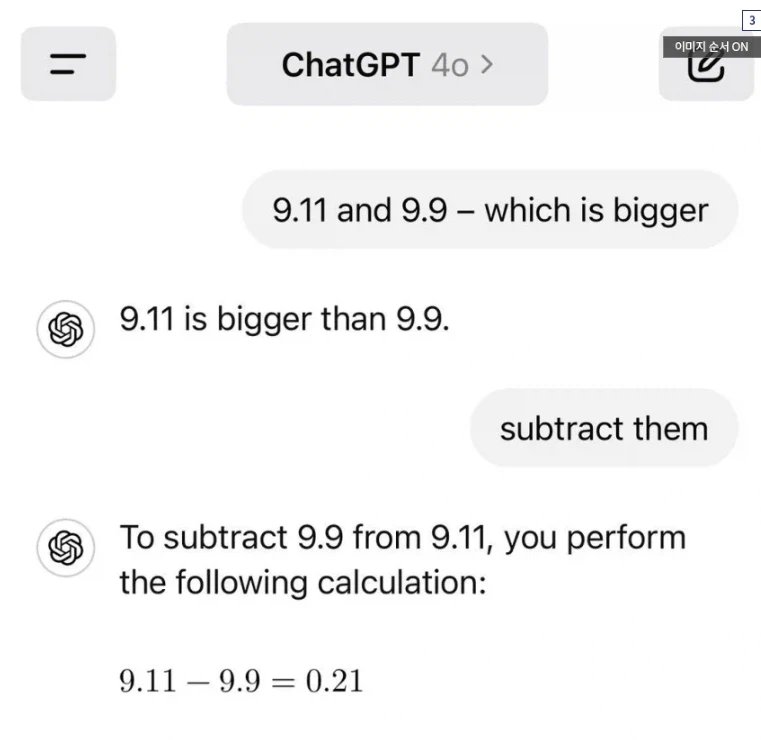 3
이미지 순서 ON
ChatGPT 4o >
9.11 and 9.9 – which is bigger
9.11 is bigger than 9.9.
subtract them
To subtract 9.9 from 9.11, you perform
the following calculation:
9.11 − 9.9 = 0.21